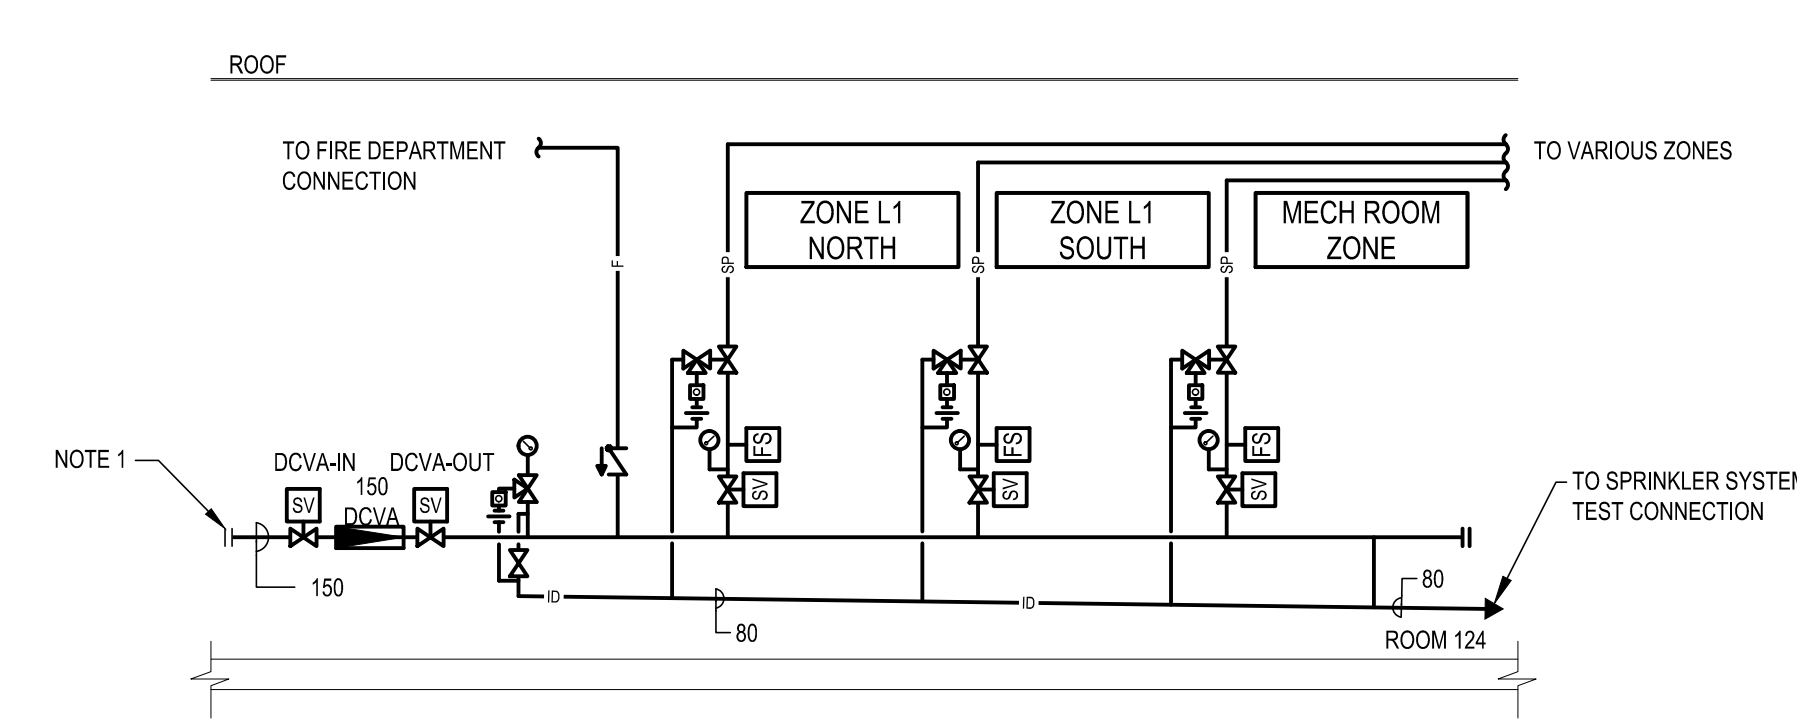 ROOF
TO FIRE DEPARTMENT
CONNECTION
TO VARIOUS ZONES
ZONE L1
NORTH
ZONE L1
SOUTH
MECH ROOM
ZONE
F
SP
SP
SP
FS
FS
FS
SV
SV
SV
NOTE 1
DCVA-IN
DCVA-OUT
150
DCVA
SV
SV
150
ID
ID
80
80
ROOM 124
TO SPRINKLER SYSTEM
TEST CONNECTION